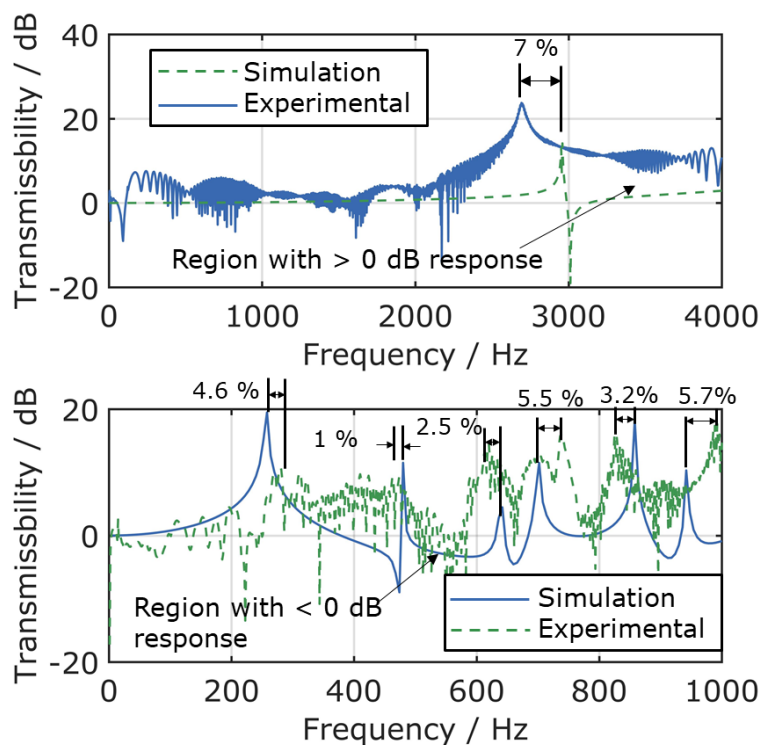 40
20
0
-20
Transmissbility / dB
7 %
Simulation
Experimental
Region with > 0 dB response
0
1000
2000
3000
4000
Frequency / Hz
4.6 %
1 %
2.5 %
5.5 %
3.2%
5.7%
20
0
-20
Transmissbility / dB
Region with < 0 dB
response
Simulation
Experimental
0
200
400
600
800
1000
Frequency / Hz